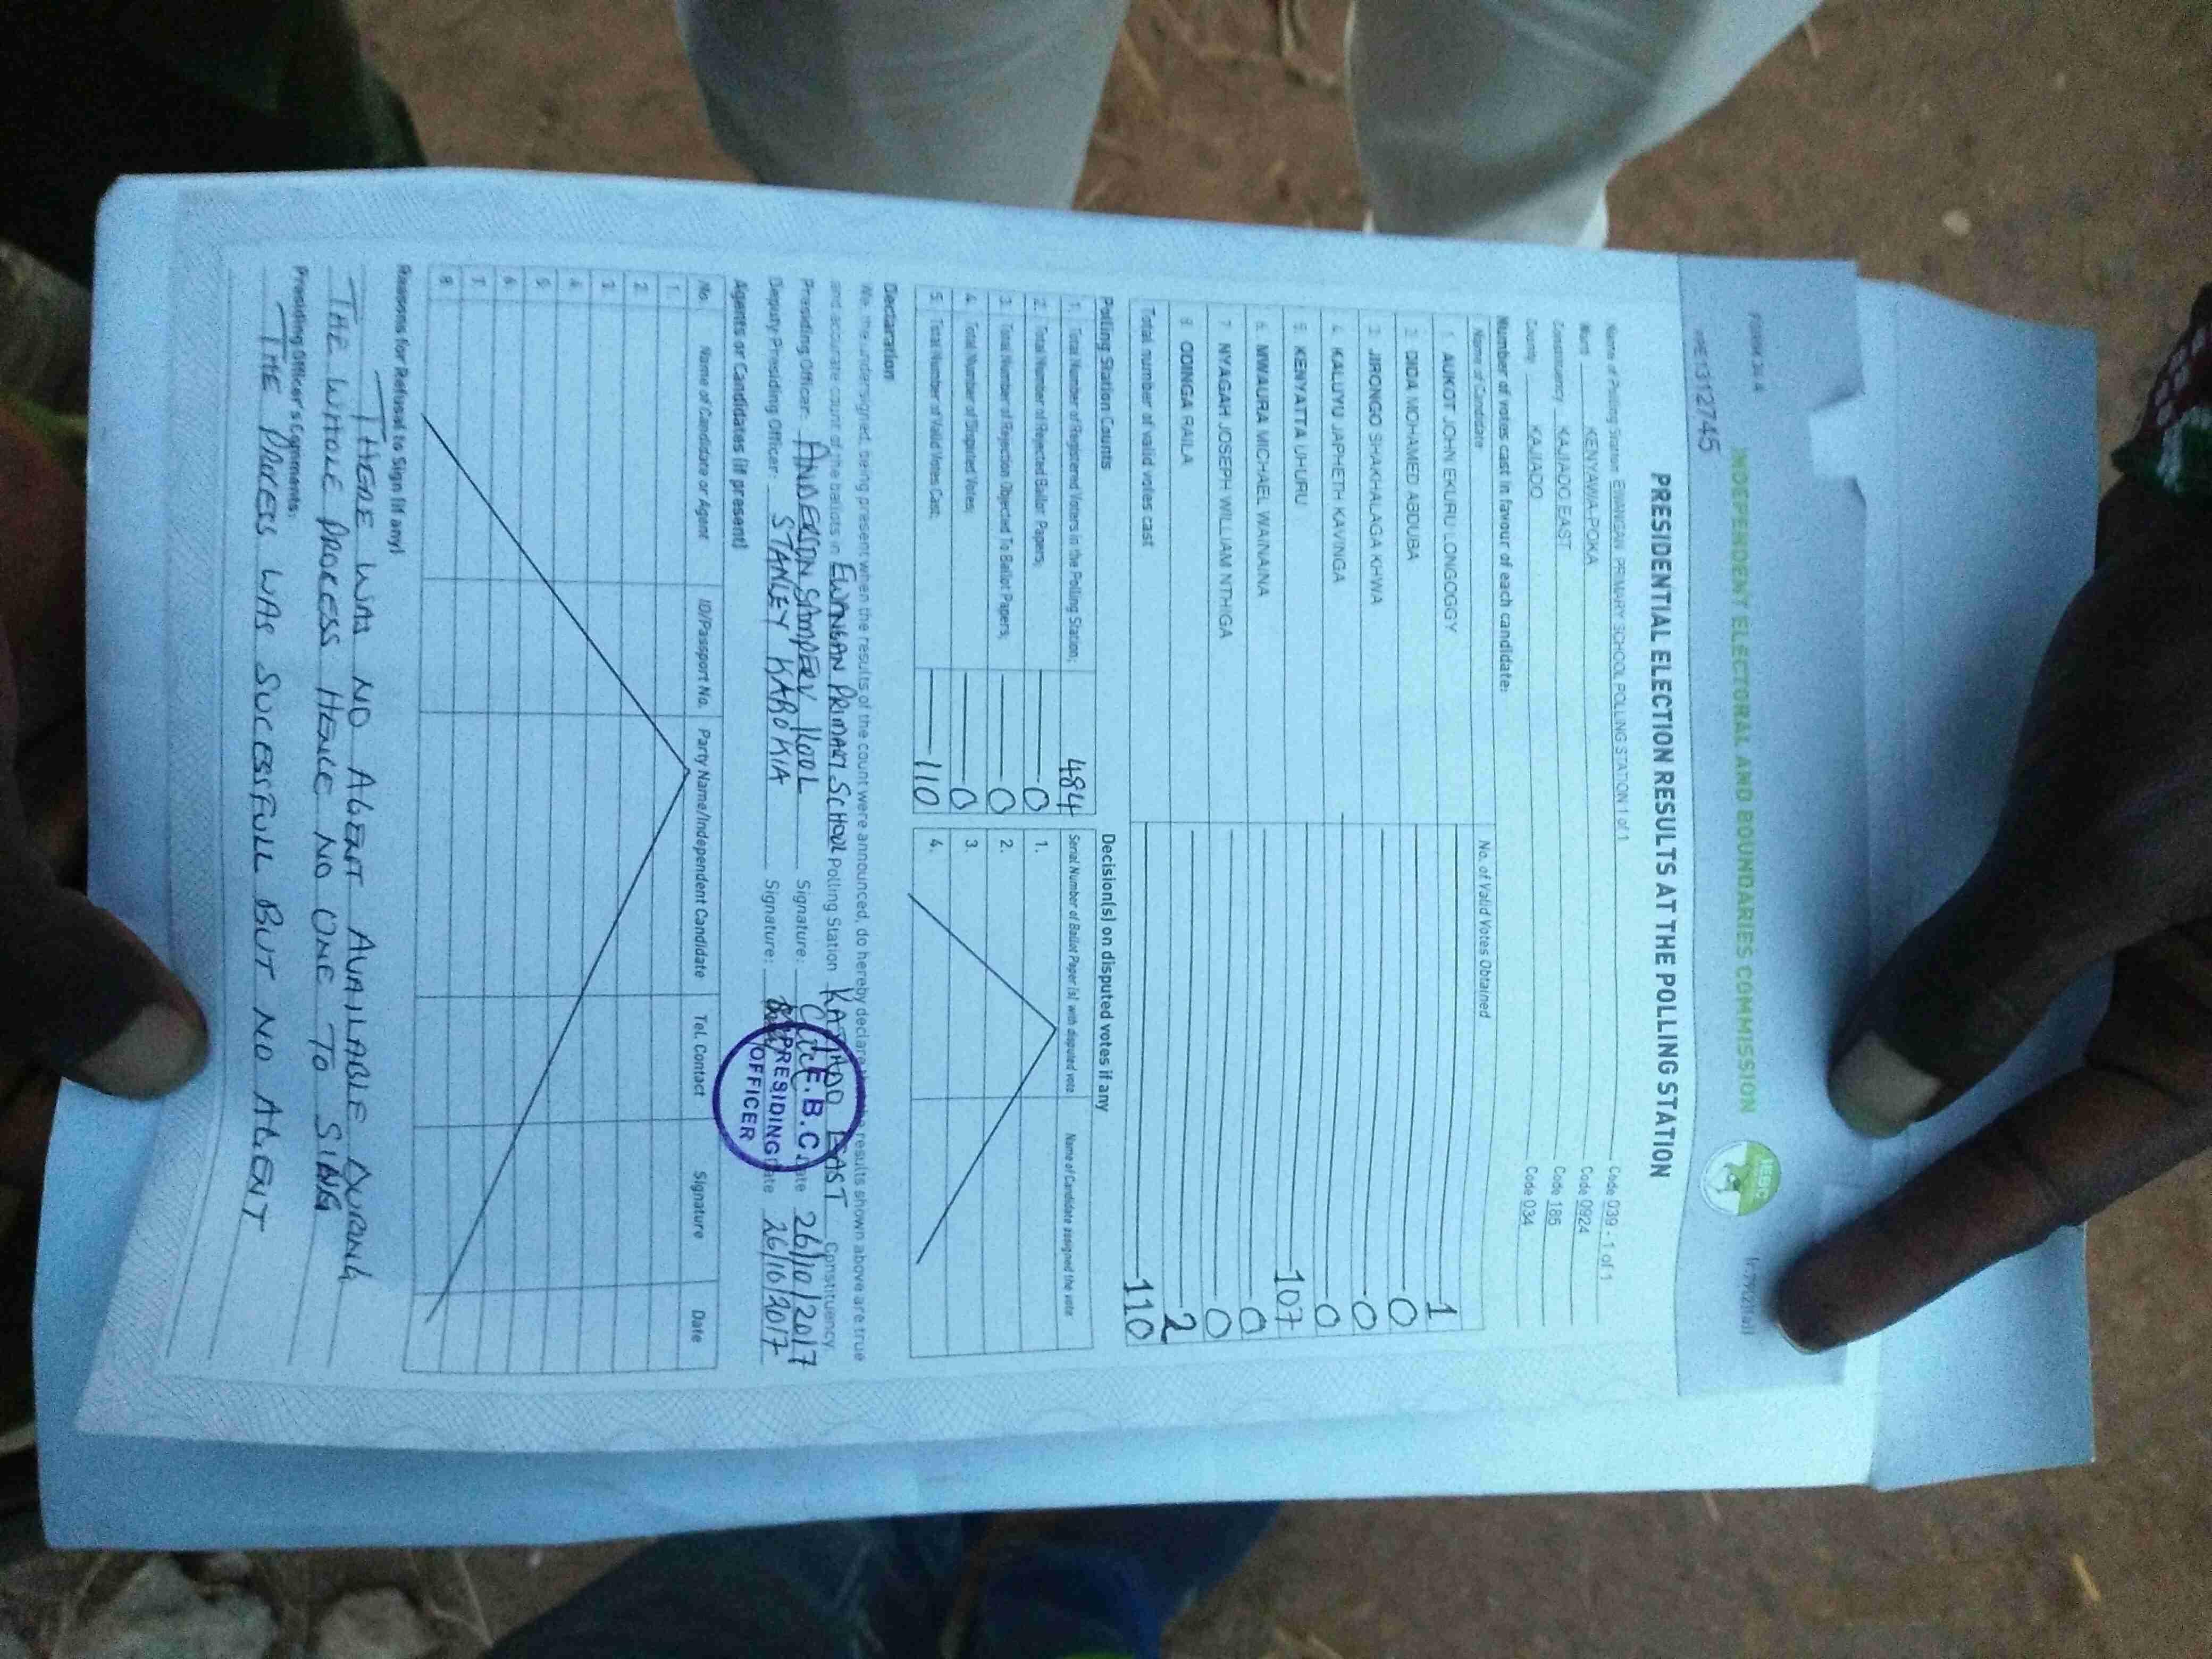 FORM 34 A
INDEPENDENT ELECTORAL AND BOUNDARIES COMMISSION
IEBC
PRESIDENTIAL ELECTION RESULTS AT THE POLLING STATION
Name of Polling Station EWANGAN PRIMARY SCHOOL POLLING STATION 1 of 1 Code 039 - 1 of 1
Ward KENYAWA-POKA Code 0924
Constituency KAJIADO EAST Code 185
County KAJIADO Code 034
Number of votes cast in favour of each candidate:
Name of Candidate No. of Valid Votes Obtained
1. AUKOT JOHN EKURU LONGOGGY 1
2. DIDA MOHAMED ABDUBA 0
3. JIRONGO SHAKHALAGA KHWA 0
4. KALUYU JAPHETH KAVINGA 0
5. KENYATTA UHURU 107
6. MWAURA MICHAEL WAINAINA 0
7. NYAGAH JOSEPH WILLIAM NTHIGA 0
8. ODINGA RAILA 2
Total number of valid votes cast 110
Polling Station Counts
1. Total Number of Registered Voters in the Polling Station; 484
2. Total Number of Rejected Ballot Papers; 0
3. Total Number of Rejection Objected To Ballot Papers; 0
4. Total Number of Disputed Votes; 0
5. Total Number of Valid Votes Cast; 110
Decision(s) on disputed votes if any
Serial Number of Ballot Paper (s) with disputed vote Name of Candidate assigned the vote
1.
2.
3.
4.
Declaration
We, the undersigned, being present when the results of the count were announced, do hereby declare the results shown above are true
and accurate count of the ballots in EWANGAN PRIMARY SCHOOL Polling Station KAJIADO EAST Constituency
Presiding Officer: ANDERSON KOOL Signature: Date 26/10/2017
Deputy Presiding Officer: STANLEY Signature: Date 26/10/2017
I.E.B.C.
PRESIDING
OFFICER
Agents or Candidates (if present)
No. Name of Candidate or Agent ID/Passport No. Party Name/Independent Candidate Tel. Contact Signature Date
1.
2.
3.
4.
5.
6.
7.
8.
Reasons for Refusal to Sign (if any)
THERE WAS NO AGENT AVAILABLE DURING
THE WHOLE PROCESS HENCE NO ONE TO SING
Presiding Officer's Comments:
THE PROCESS WAS SUCESSFULL BUT NO AGENT